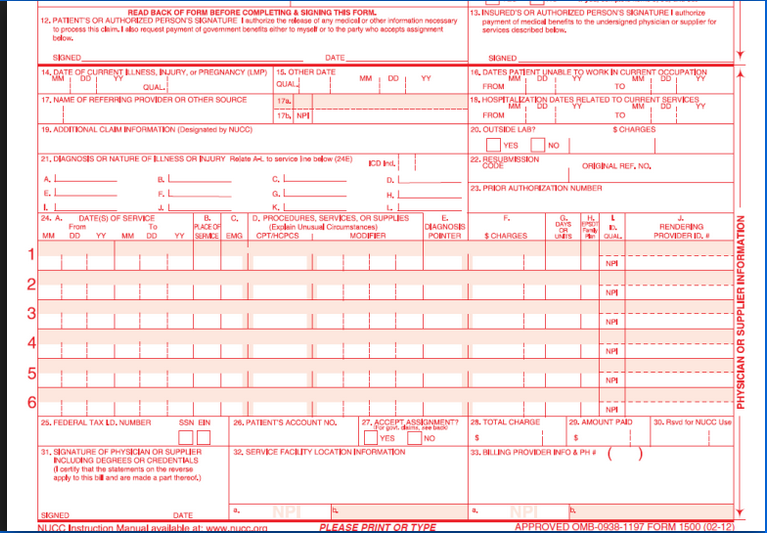 READ BACK OF FORM BEFORE COMPLETING & SIGNING THIS FORM.
12. PATIENT'S OR AUTHORIZED PERSON'S SIGNATURE I authorize the release of any medical or other information necessary
to process this claim. I also request payment of government benefits either to myself or to the party who accepts assignment
below.
SIGNED DATE
13. INSURED'S OR AUTHORIZED PERSON'S SIGNATURE I authorize
payment of medical benefits to the undersigned physician or supplier for
services described below.
SIGNED
14. DATE OF CURRENT ILLNESS, INJURY, or PREGNANCY (LMP)
MM DD YY
QUAL.
15. OTHER DATE
QUAL. MM DD YY
16. DATES PATIENT UNABLE TO WORK IN CURRENT OCCUPATION
MM DD YY MM DD YY
FROM TO
17. NAME OF REFERRING PROVIDER OR OTHER SOURCE
17a.
17b. NPI
18. HOSPITALIZATION DATES RELATED TO CURRENT SERVICES
MM DD YY MM DD YY
FROM TO
19. ADDITIONAL CLAIM INFORMATION (Designated by NUCC)
20. OUTSIDE LAB? $ CHARGES
YES NO
21. DIAGNOSIS OR NATURE OF ILLNESS OR INJURY Relate A-L to service line below (24E) ICD Ind.
A. B. C. D.
E. F. G. H.
I. J. K. L.
22. RESUBMISSION
CODE ORIGINAL REF. NO.
23. PRIOR AUTHORIZATION NUMBER
24. A. DATE(S) OF SERVICE
From To
MM DD YY MM DD YY
B.
PLACE OF
SERVICE
C.
EMG
D. PROCEDURES, SERVICES, OR SUPPLIES
(Explain Unusual Circumstances)
CPT/HCPCS MODIFIER
E.
DIAGNOSIS
POINTER
F.
$ CHARGES
G.
DAYS
OR
UNITS
H.
EPSDT
Family
Plan
I.
ID.
QUAL.
J.
RENDERING
PROVIDER ID. #
1 NPI
2 NPI
3 NPI
4 NPI
5 NPI
6 NPI
25. FEDERAL TAX I.D. NUMBER SSN EIN
26. PATIENT'S ACCOUNT NO.
27. ACCEPT ASSIGNMENT?
(For govt. claims, see back)
YES NO
28. TOTAL CHARGE
$
29. AMOUNT PAID
$
30. Rsvd for NUCC Use
31. SIGNATURE OF PHYSICIAN OR SUPPLIER
INCLUDING DEGREES OR CREDENTIALS
(I certify that the statements on the reverse
apply to this bill and are made a part thereof.)
SIGNED DATE
32. SERVICE FACILITY LOCATION INFORMATION
a. NPI b.
33. BILLING PROVIDER INFO & PH # ( )
a. NPI b.
PHYSICIAN OR SUPPLIER INFORMATION
NUCC Instruction Manual available at: www.nucc.org PLEASE PRINT OR TYPE APPROVED OMB-0938-1197 FORM 1500 (02-12)